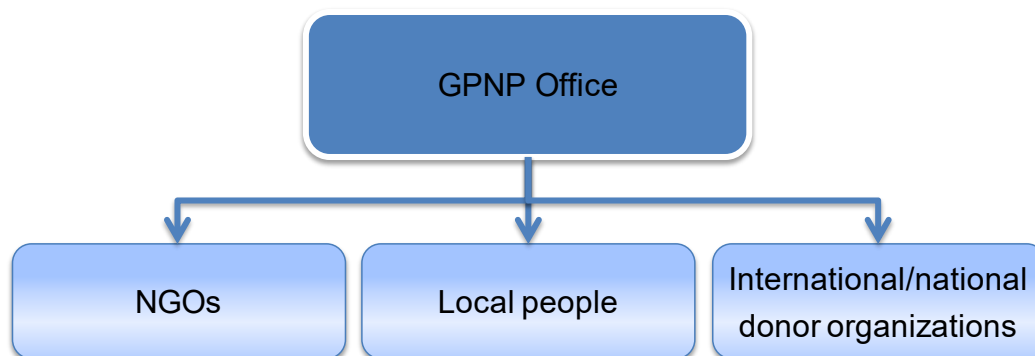 GPNP Office
NGOs
Local people
International/national
donor organizations